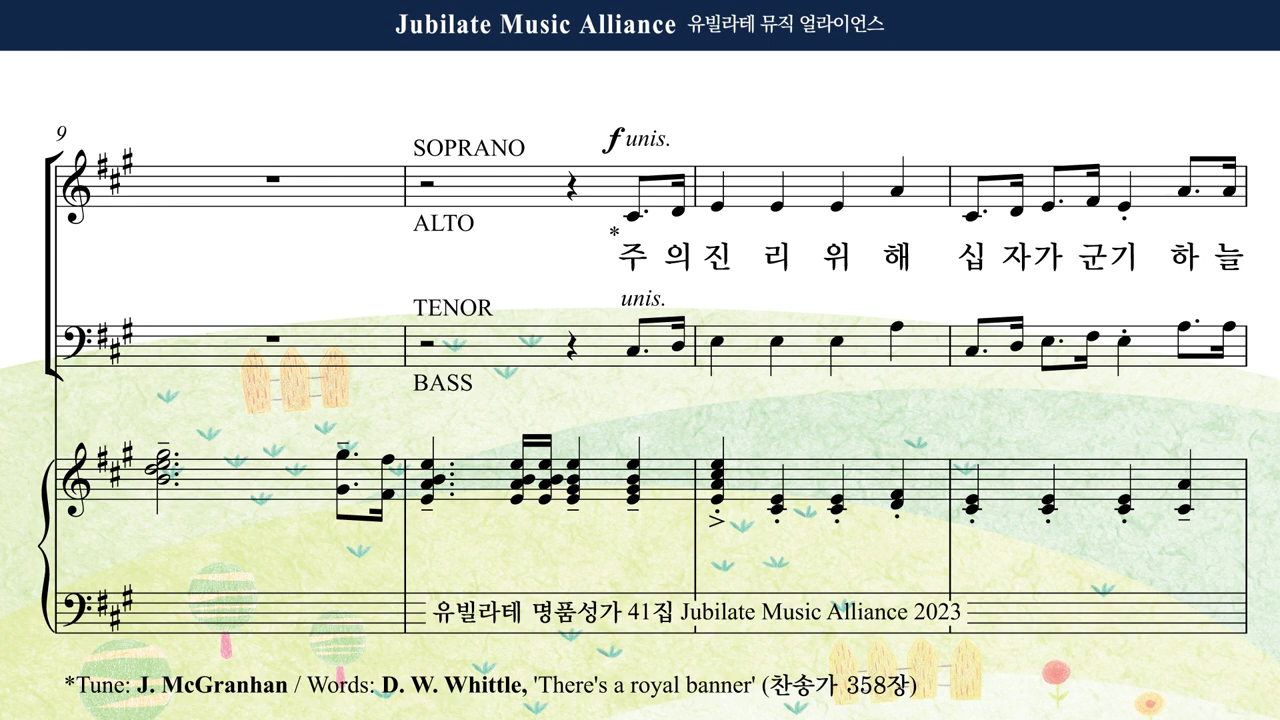 Jubilate Music Alliance 유빌라테 뮤직 얼라이언스
9
SOPRANO
f unis.
ALTO
*
주 의 진 리 위 해 십 자가 군기 하 늘
TENOR
unis.
BASS
유빌라테 명품성가 41집 Jubilate Music Alliance 2023
*Tune: J. McGranhan / Words: D. W. Whittle, 'There's a royal banner' (찬송가 358장)